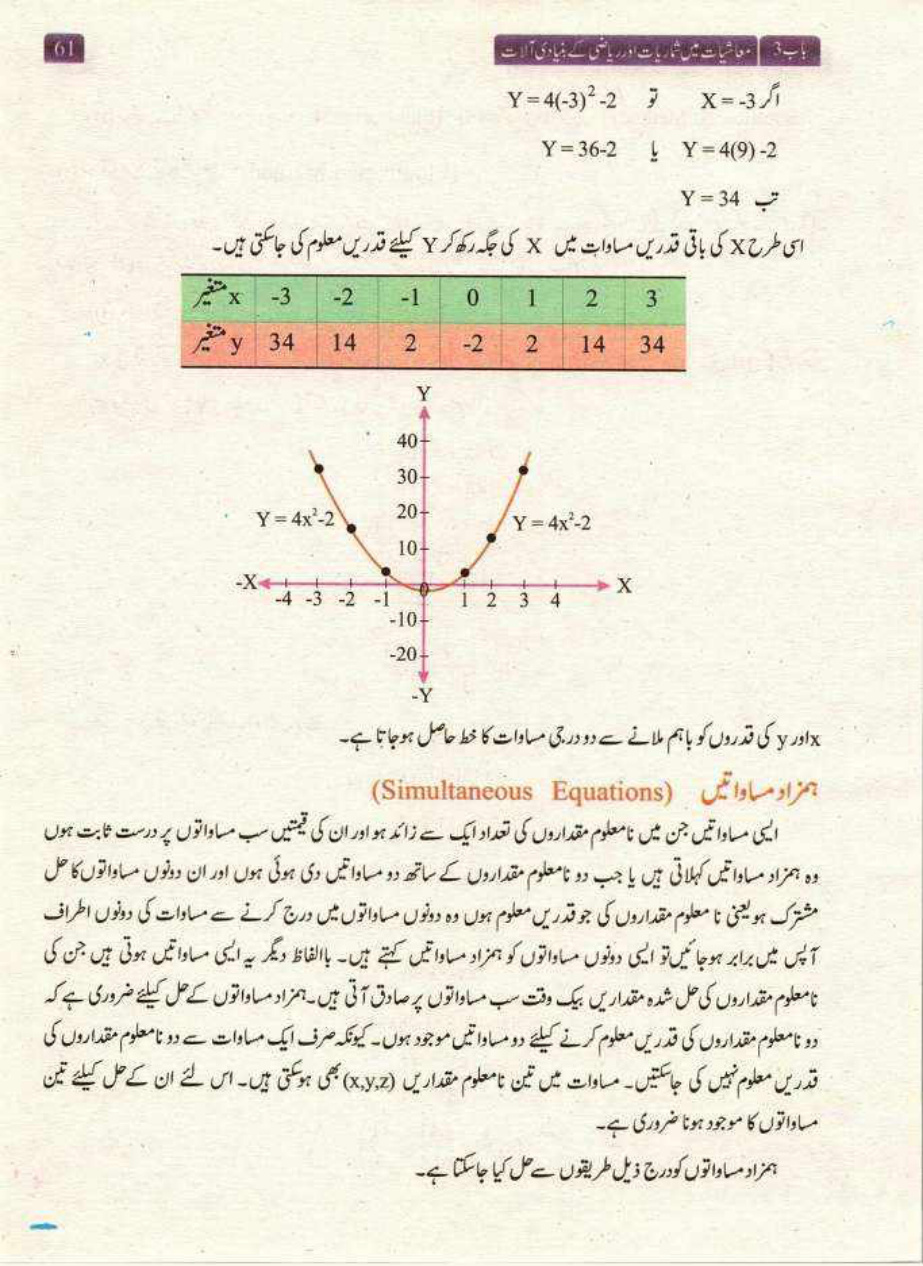 باب 3 معاشیات میں شماریات اور ریاضی کے بنیادی آلات 61
اگر X = -3 تو Y = 4(-3)² -2
Y = 4(9) -2 یا Y = 36-2
تب Y = 34
اسی طرح X کی باقی قدریں مساوات میں X کی جگہ رکھ کر Y کیلئے قدریں معلوم کی جاسکتی ہیں۔
متغیر x -3 -2 -1 0 1 2 3
متغیر y 34 14 2 -2 2 14 34
Y
40
30
Y = 4x²-2 20 Y = 4x²-2
10
-X 0 X
-4 -3 -2 -1 1 2 3 4
-10
-20
-Y
x اور y کی قدروں کو باہم ملانے سے دو درجی مساوات کا خط حاصل ہوجاتا ہے۔
ہمزاد مساواتیں (Simultaneous Equations)
ایسی مساواتیں جن میں نامعلوم مقداروں کی تعداد ایک سے زائد ہو اور ان کی قیمتیں سب مساواتوں پر درست ثابت ہوں
وہ ہمزاد مساواتیں کہلاتی ہیں یا جب دو نامعلوم مقداروں کے ساتھ دو مساواتیں دی ہوئی ہوں اور ان دونوں مساواتوں کا حل
مشترک ہو یعنی نا معلوم مقداروں کی جو قدریں معلوم ہوں وہ دونوں مساواتوں میں درج کرنے سے مساوات کی دونوں اطراف
آپس میں برابر ہوجائیں تو ایسی دونوں مساواتوں کو ہمزاد مساواتیں کہتے ہیں۔ باالفاظ دیگر یہ ایسی مساواتیں ہوتی ہیں جن کی
نامعلوم مقداروں کی حل شدہ مقداریں بیک وقت سب مساواتوں پر صادق آتی ہیں۔ہمزاد مساواتوں کے حل کیلئے ضروری ہے کہ
دو نامعلوم مقداروں کی قدریں معلوم کرنے کیلئے دو مساواتیں موجود ہوں۔ کیونکہ صرف ایک مساوات سے دو نامعلوم مقداروں کی
قدریں معلوم نہیں کی جاسکتیں۔ مساوات میں تین نامعلوم مقداریں (x,y,z) بھی ہوسکتی ہیں۔ اس لئے ان کے حل کیلئے تین
مساواتوں کا موجود ہونا ضروری ہے۔
ہمزاد مساواتوں کو درج ذیل طریقوں سے حل کیا جاسکتا ہے۔